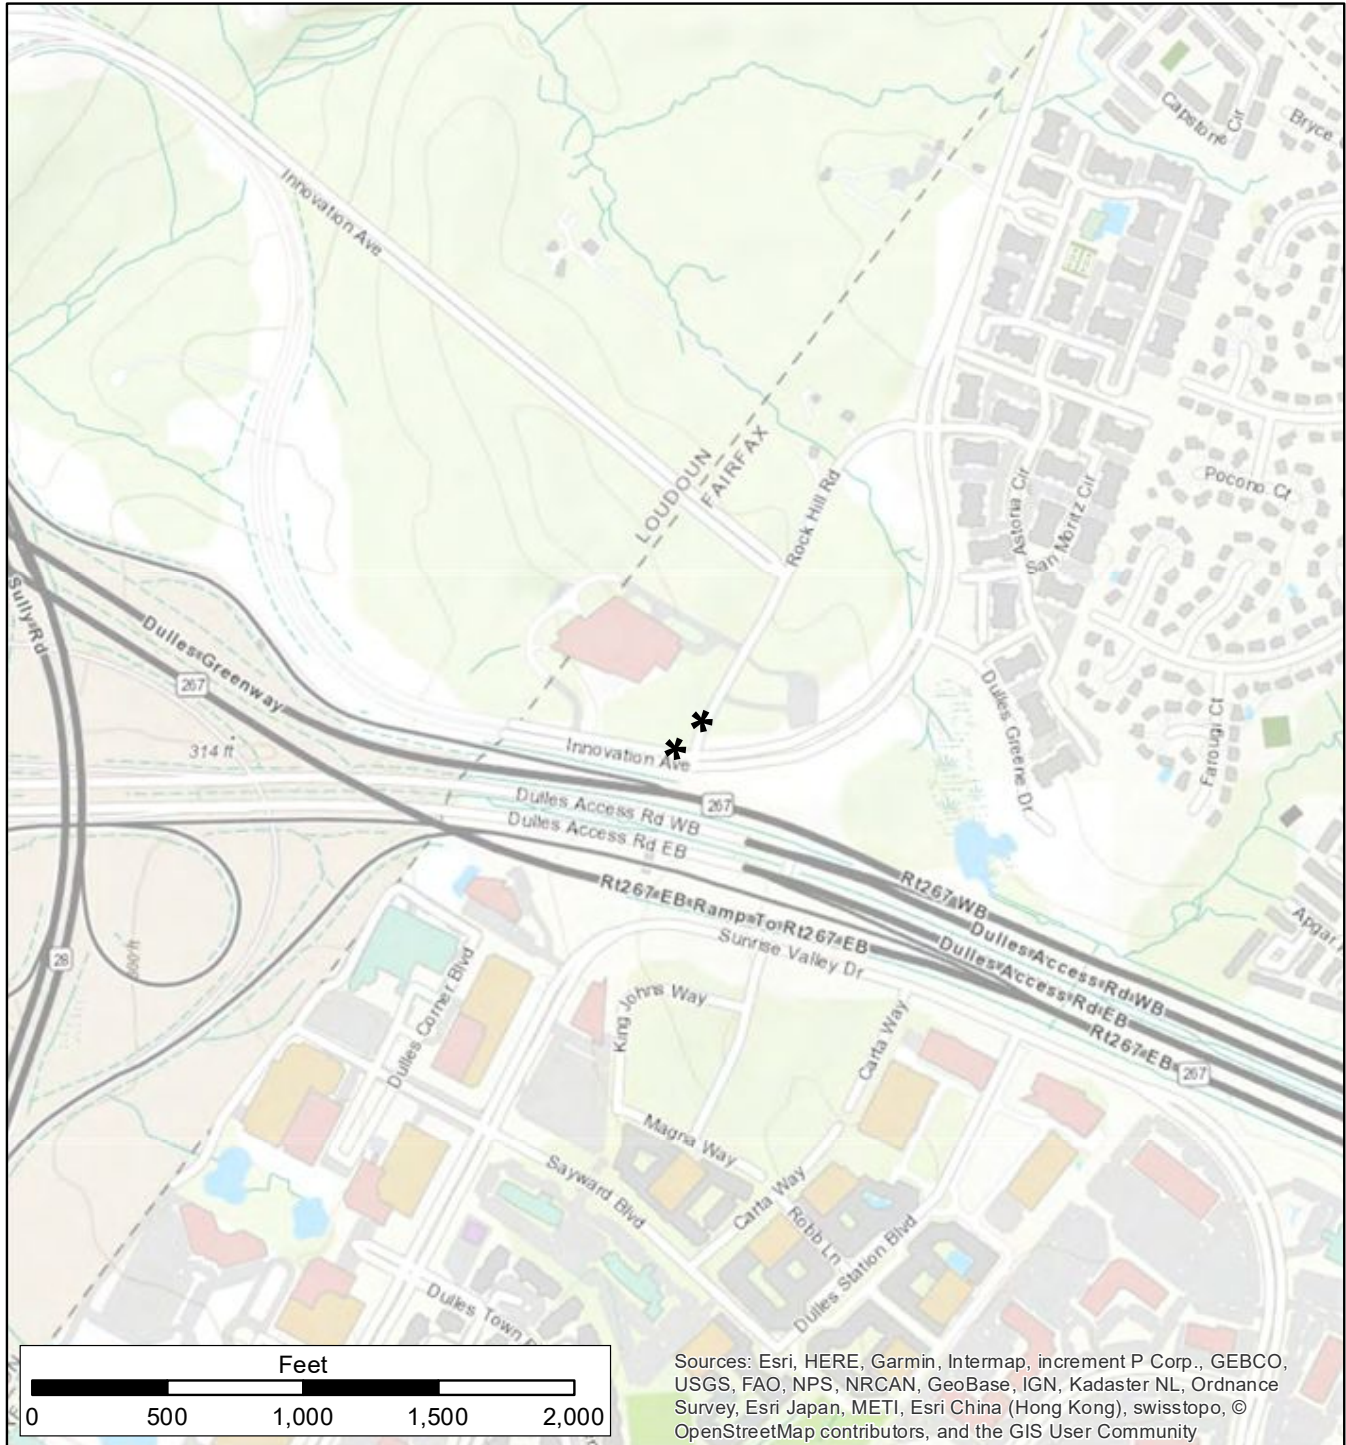 Capstone Cir
Bryce
Innovation Ave
LOUDOUN
FAIRFAX
Rock Hill Rd
Pocono Ct
Astoria Cir
San Moritz Cir
Sully Rd
Dulles Greenway
267
314 ft
Dulles Greene Dr
Farougi Ct
Innovation Ave
267
Dulles Access Rd WB
Dulles Access Rd EB
Rt267 WB
Rt267 EB Ramp To Rt267 EB
Dulles Access Rd WB
Sunrise Valley Dr
Dulles Access Rd EB
Apgar
28
Rt267 EB
267
King Johns Way
Dulles Corner Blvd
Carta Way
Magna Way
Sayward Blvd
Carta Way
Robb Ln
Dulles Station Blvd
Dulles Town
Feet
0 500 1,000 1,500 2,000
Sources: Esri, HERE, Garmin, Intermap, increment P Corp., GEBCO,
USGS, FAO, NPS, NRCAN, GeoBase, IGN, Kadaster NL, Ordnance
Survey, Esri Japan, METI, Esri China (Hong Kong), swisstopo, ©
OpenStreetMap contributors, and the GIS User Community